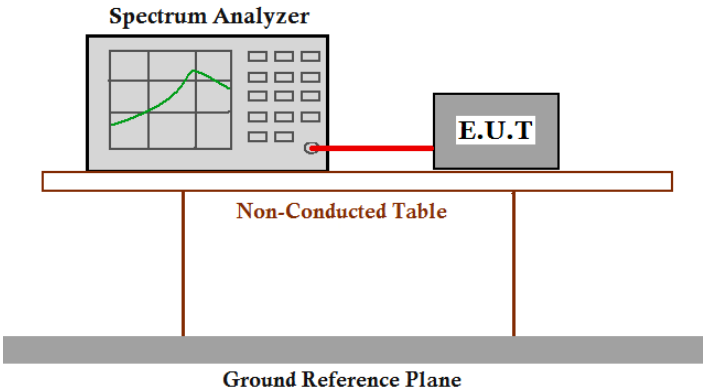 Spectrum Analyzer
E.U.T
Non-Conducted Table
Ground Reference Plane